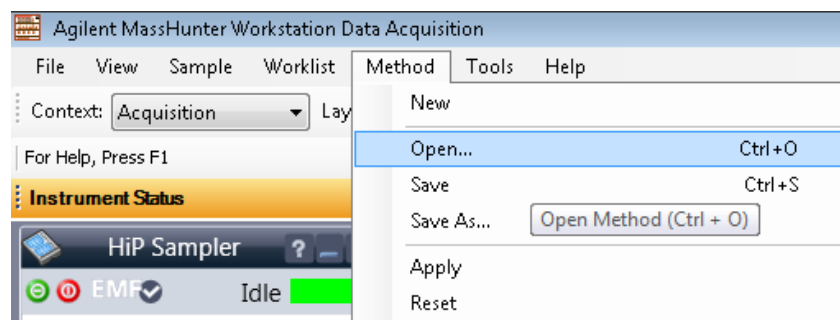 Agilent MassHunter Workstation Data Acquisition
File View Sample Worklist Method Tools Help
Context: Acquisition Lay
New
For Help, Press F1
Open... Ctrl+O
Instrument Status
Save Ctrl+S
Save As... Open Method (Ctrl + O)
HiP Sampler ?
Apply
EMF Idle
Reset